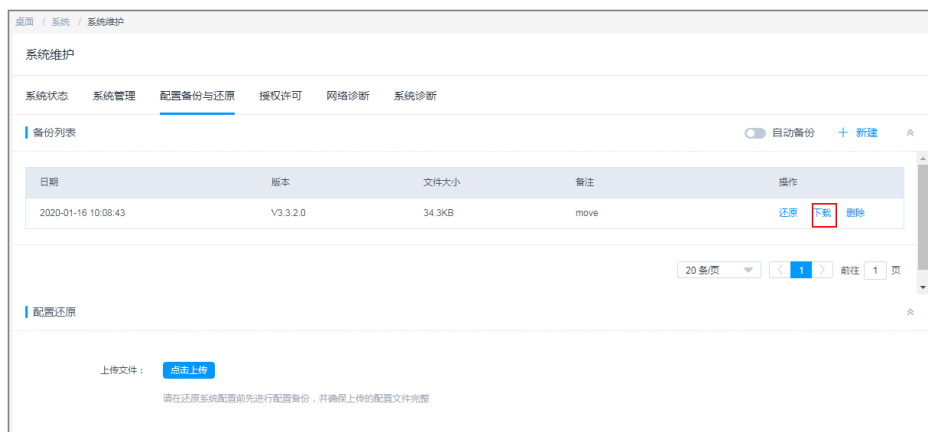 桌面 / 系统 / 系统维护
系统维护
系统状态 系统管理 配置备份与还原 授权许可 网络诊断 系统诊断
备份列表 自动备份 + 新建
日期 版本 文件大小 备注 操作
2020-01-16 10:08:43 V3.3.2.0 34.3KB move 还原 下载 删除
20 条/页 1 前往 1 页
配置还原
上传文件： 点击上传
请在还原系统配置前先进行配置备份，并确保上传的配置文件完整